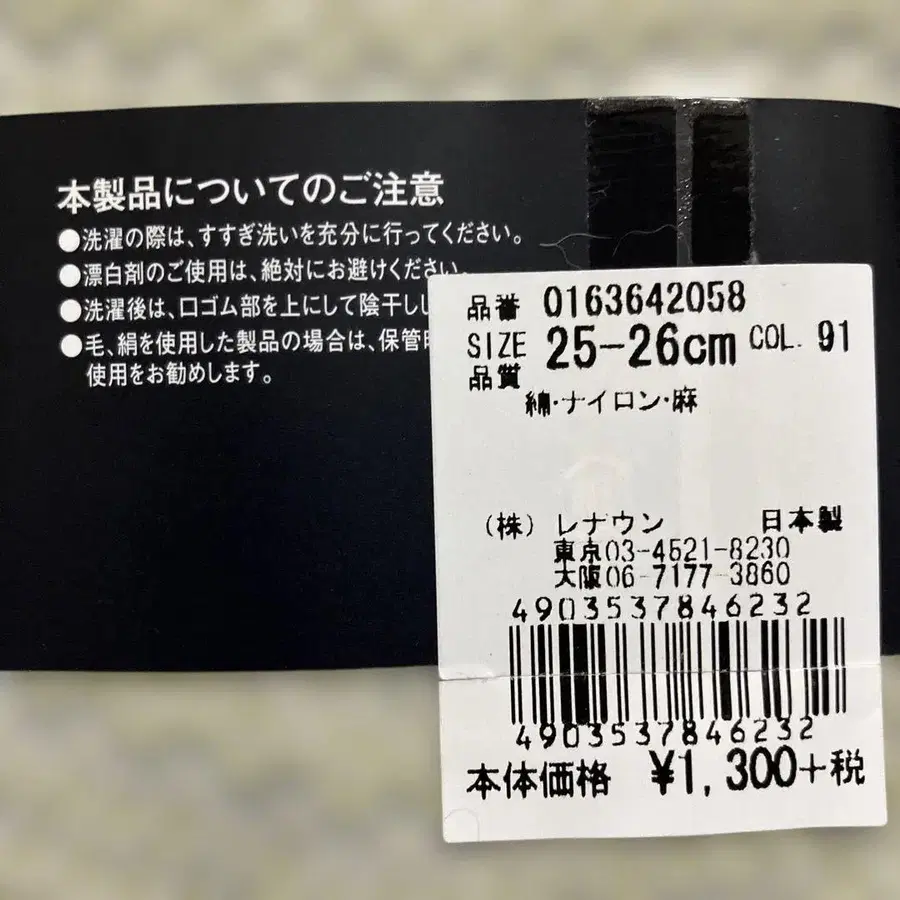 本製品についてのご注意
●洗濯の際は、すすぎ洗いを充分に行ってください。
●漂白剤のご使用は、絶対にお避けください。
●洗濯後は、口ゴム部を上にして陰干し
●毛、絹を使用した製品の場合は、保管
使用をお勧めします。
品番 0163642058
SIZE 25-26cm COL. 91
品質
綿・ナイロン・麻
(株) レナウン 日本製
東京03-4521-8230
大阪06-7177-3860
4903537846232
4903537846232
本体価格 ¥1,300+税